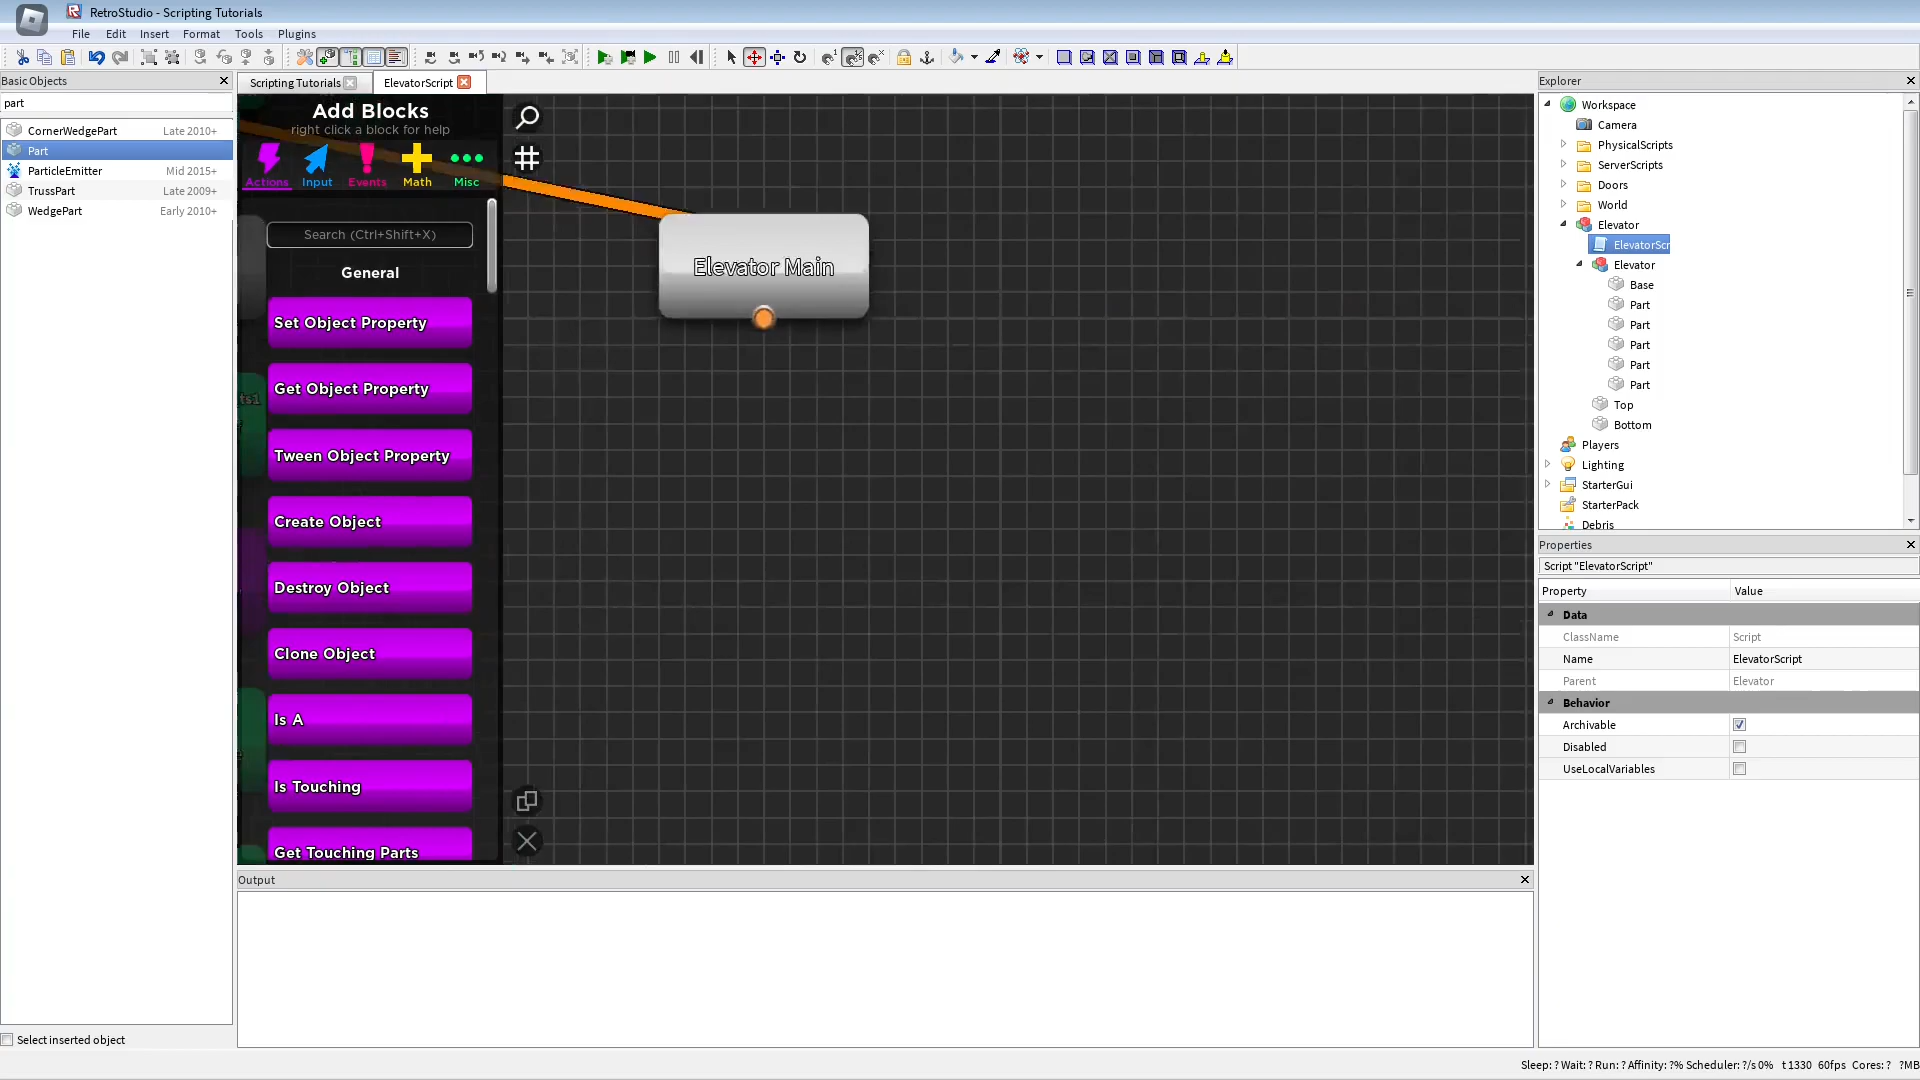 RetroStudio - Scripting Tutorials
File Edit Insert Format Tools Plugins
Basic Objects
part
CornerWedgePart Late 2010+
Part
ParticleEmitter Mid 2015+
TrussPart Late 2009+
WedgePart Early 2010+
Select inserted object
Scripting Tutorials
ElevatorScript
Add Blocks
right click a block for help
Actions Input Events Math Misc
Search (Ctrl+Shift+X)
General
Set Object Property
Get Object Property
Tween Object Property
Create Object
Destroy Object
Clone Object
Is A
Is Touching
Get Touching Parts
ts1
Elevator Main
Output
Explorer
Workspace
Camera
PhysicalScripts
ServerScripts
Doors
World
Elevator
ElevatorScr
Elevator
Base
Part
Part
Part
Part
Part
Top
Bottom
Players
Lighting
StarterGui
StarterPack
Debris
Properties
Script "ElevatorScript"
Property Value
Data
ClassName Script
Name ElevatorScript
Parent Elevator
Behavior
Archivable
Disabled
UseLocalVariables
Sleep: ? Wait: ? Run: ? Affinity: ?% Scheduler: ?/s 0% t 1330 60fps Cores: ? ?MB